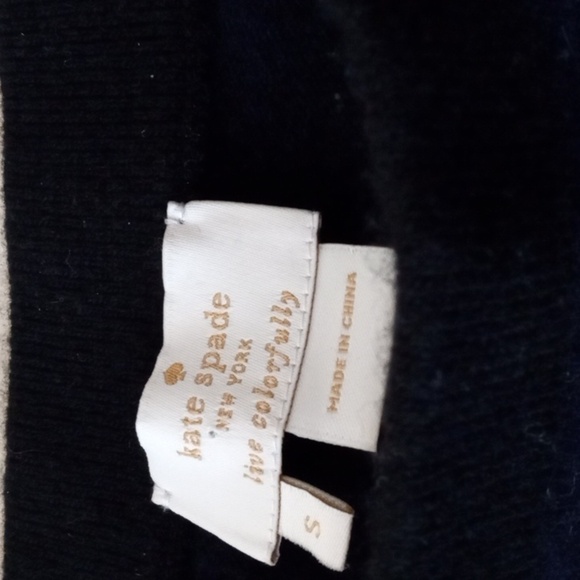 kate spade
NEW YORK
live colorfully
MADE IN CHINA
S